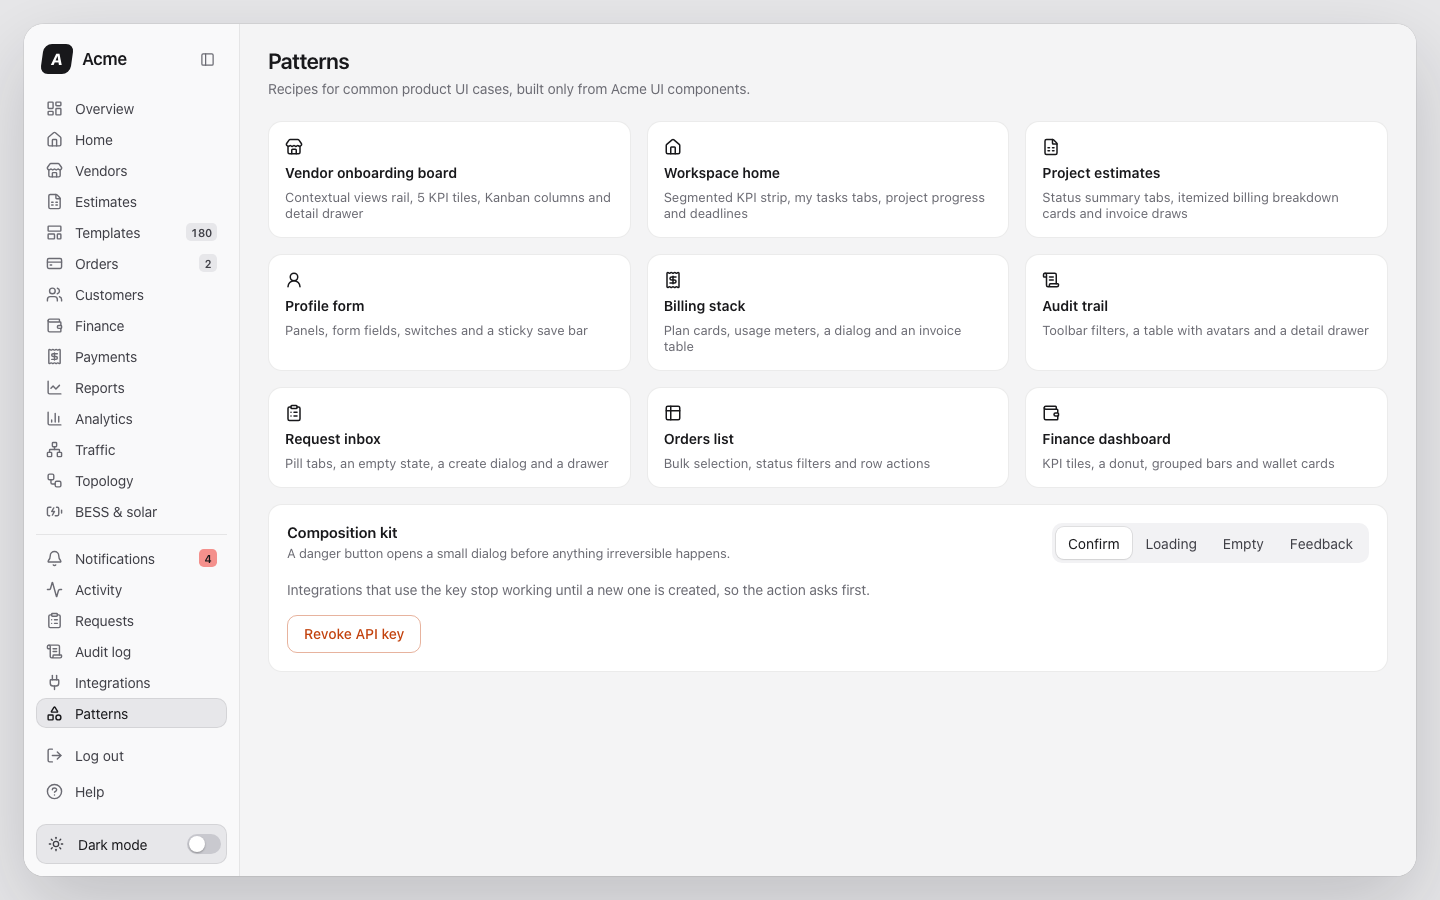 A
Acme
Overview
Home
Vendors
Estimates
Templates 180
Orders 2
Customers
Finance
Payments
Reports
Analytics
Traffic
Topology
BESS & solar
Notifications 4
Activity
Requests
Audit log
Integrations
Patterns
Log out
Help
Dark mode
Patterns
Recipes for common product UI cases, built only from Acme UI components.
Vendor onboarding board
Contextual views rail, 5 KPI tiles, Kanban columns and
detail drawer
Workspace home
Segmented KPI strip, my tasks tabs, project progress
and deadlines
Project estimates
Status summary tabs, itemized billing breakdown
cards and invoice draws
Profile form
Panels, form fields, switches and a sticky save bar
Billing stack
Plan cards, usage meters, a dialog and an invoice
table
Audit trail
Toolbar filters, a table with avatars and a detail drawer
Request inbox
Pill tabs, an empty state, a create dialog and a drawer
Orders list
Bulk selection, status filters and row actions
Finance dashboard
KPI tiles, a donut, grouped bars and wallet cards
Composition kit
A danger button opens a small dialog before anything irreversible happens.
Confirm Loading Empty Feedback
Integrations that use the key stop working until a new one is created, so the action asks first.
Revoke API key